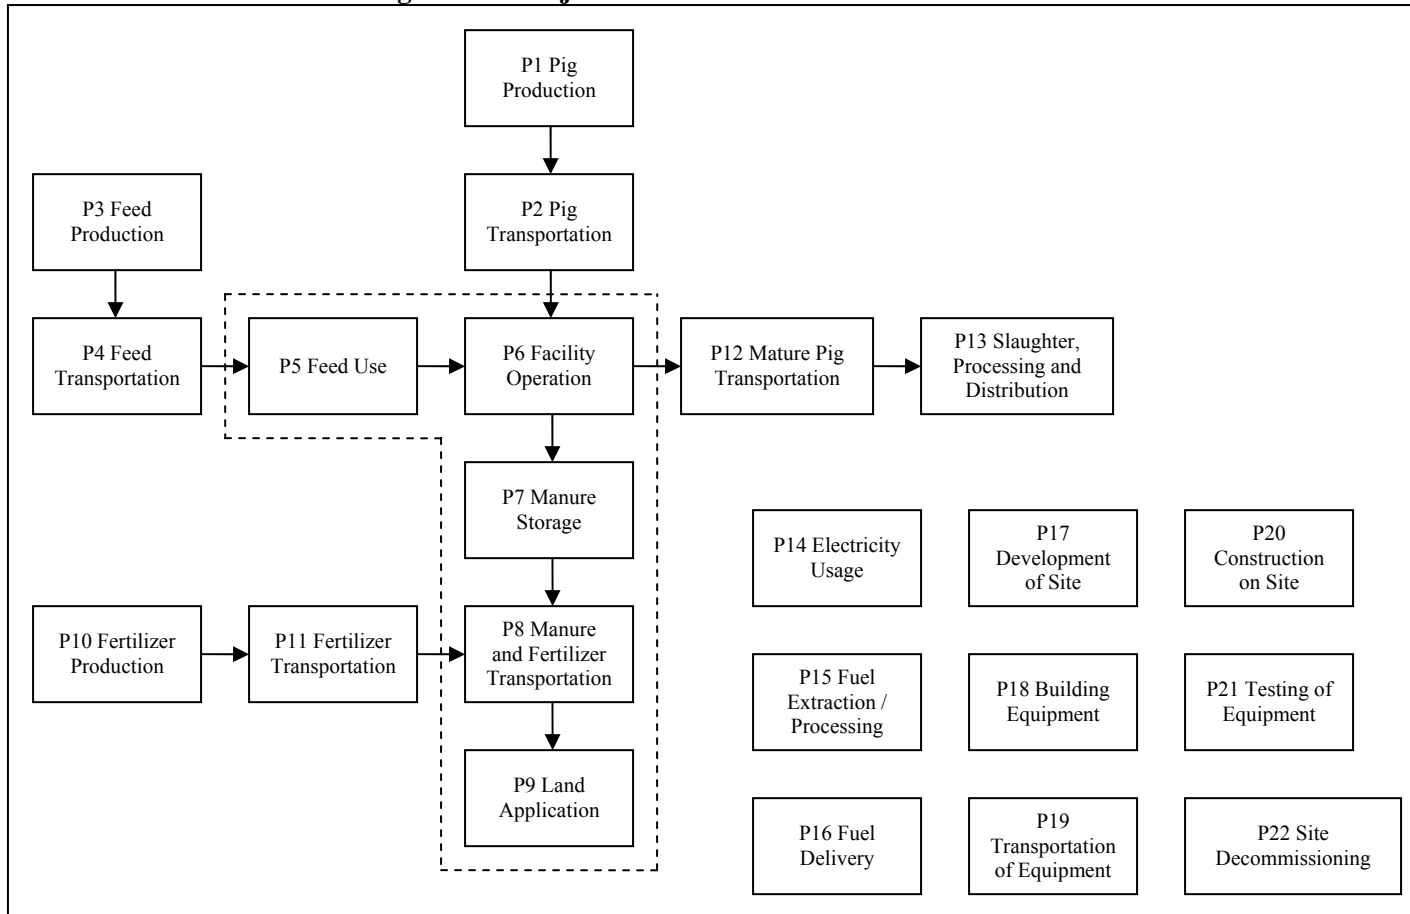 P1 Pig
Production
P3 Feed
Production
P2 Pig
Transportation
P4 Feed
Transportation
P5 Feed Use
P6 Facility
Operation
P12 Mature Pig
Transportation
P13 Slaughter,
Processing and
Distribution
P7 Manure
Storage
P14 Electricity
Usage
P17
Development
of Site
P20
Construction
on Site
P10 Fertilizer
Production
P11 Fertilizer
Transportation
P8 Manure
and Fertilizer
Transportation
P15 Fuel
Extraction /
Processing
P18 Building
Equipment
P21 Testing of
Equipment
P9 Land
Application
P16 Fuel
Delivery
P19
Transportation
of Equipment
P22 Site
Decommissioning